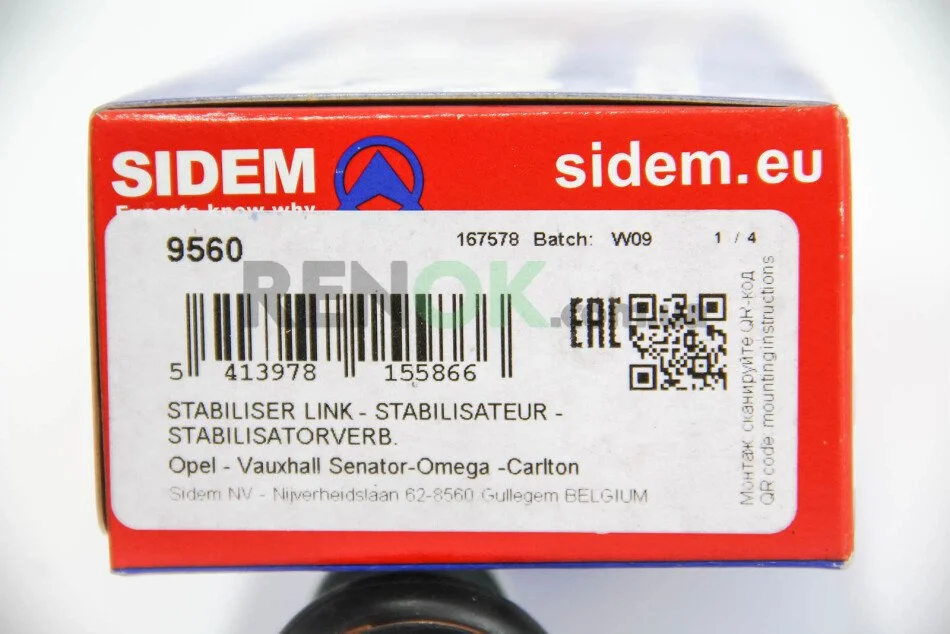 SIDEM
sidem.eu
Experts know why
9560
167578 Batch: W09 1 / 4
RENOK.com
EAC
5 413978 155866
STABILISER LINK - STABILISATEUR -
STABILISATORVERB.
Opel - Vauxhall Senator-Omega -Carlton
Sidem NV - Nijverheidslaan 62-8560 Gullegem BELGIUM
Монтаж сканируйте QR-код
QR code mounting instructions